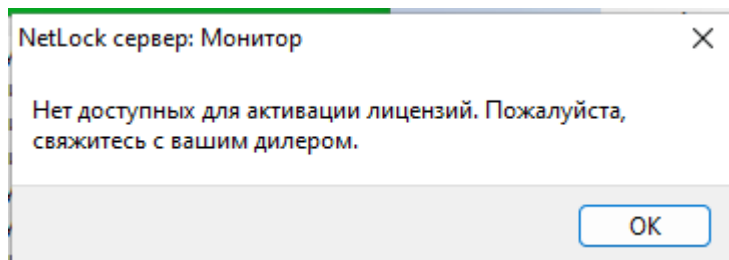 NetLock сервер: Монитор
Нет доступных для активации лицензий. Пожалуйста,
свяжитесь с вашим дилером.
OK